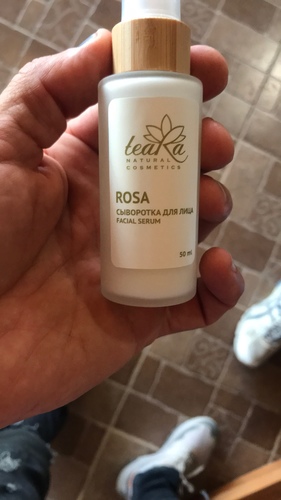 teaRa
NATURAL
COSMETICS
ROSA
СЫВОРОТКА ДЛЯ ЛИЦА
FACIAL SERUM
50 ml